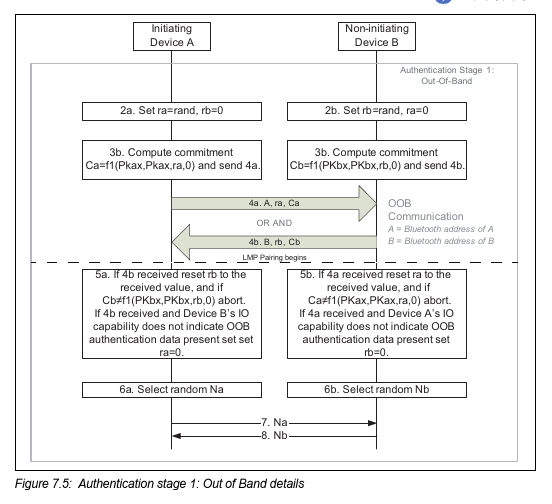 Initiating
Device A
Non-initiating
Device B
Authentication Stage 1:
Out-Of-Band
2a. Set ra=rand, rb=0
2b. Set rb=rand, ra=0
3b. Compute commitment
Ca=f1(Pkax,Pkax,ra,0) and send 4a.
3b. Compute commitment
Cb=f1(PKbx,PKbx,rb,0) and send 4b.
4a. A, ra, Ca
OR AND
4b. B, rb, Cb
OOB
Communication
A = Bluetooth address of A
B = Bluetooth address of B
LMP Pairing begins
5a. If 4b received reset rb to the
received value, and if
Cb≠f1(PKbx,PKbx,rb,0) abort.
If 4b received and Device B's IO
capability does not indicate OOB
authentication data present set set
ra=0.
5b. If 4a received reset ra to the
received value, and if
Ca≠f1(PKax,PKax,ra,0) abort.
If 4a received and Device A's IO
capability does not indicate OOB
authentication data present set
rb=0.
6a. Select random Na
6b. Select random Nb
7. Na
8. Nb
Figure 7.5: Authentication stage 1: Out of Band details